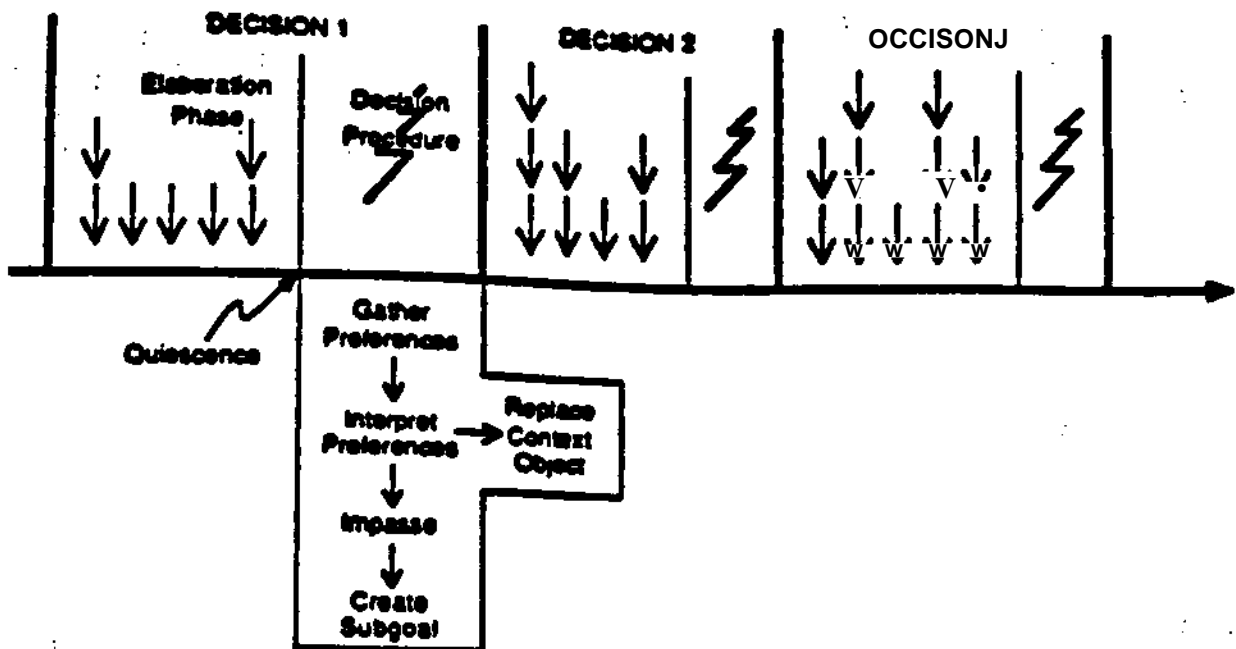 DECISION 1
DECISION 2
OCCISONJ
Elaboration
Phase
Decision
Procedure
V
V
W
W
W
W
Quiescence
Gather
Preferences
Interpret
Preferences
Replace
Context
Object
Impasse
Create
Subgoal